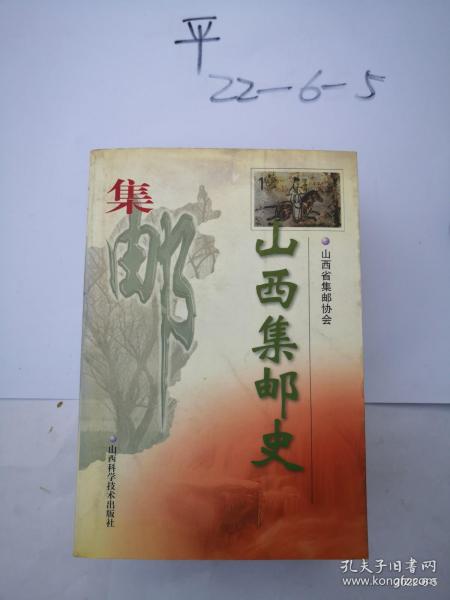 平
22-6-5
集
邮
1
山西集邮史
山西省集邮协会
山西科学技术出版社
孔夫子旧书网
www.kongfz.com